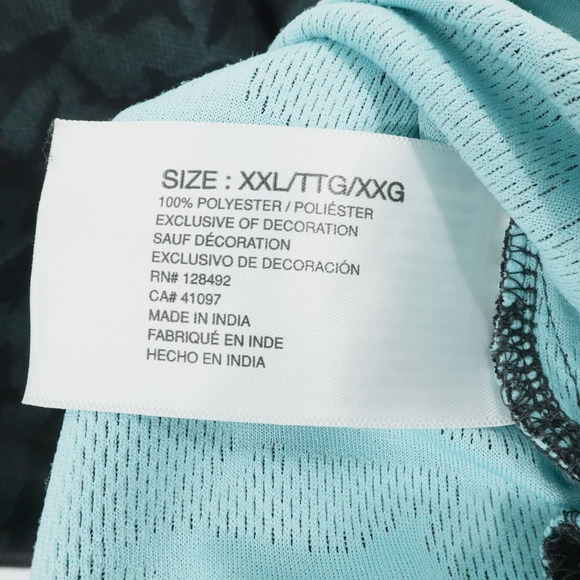 SIZE : XXL/TTG/XXG
100% POLYESTER / POLIÉSTER
EXCLUSIVE OF DECORATION
SAUF DÉCORATION
EXCLUSIVO DE DECORACIÓN
RN# 128492
CA# 41097
MADE IN INDIA
FABRIQUÉ EN INDE
HECHO EN INDIA